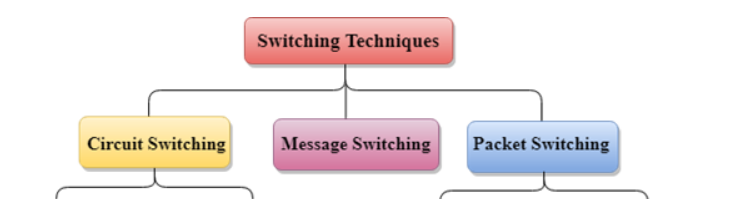 Switching Techniques
Circuit Switching
Message Switching
Packet Switching